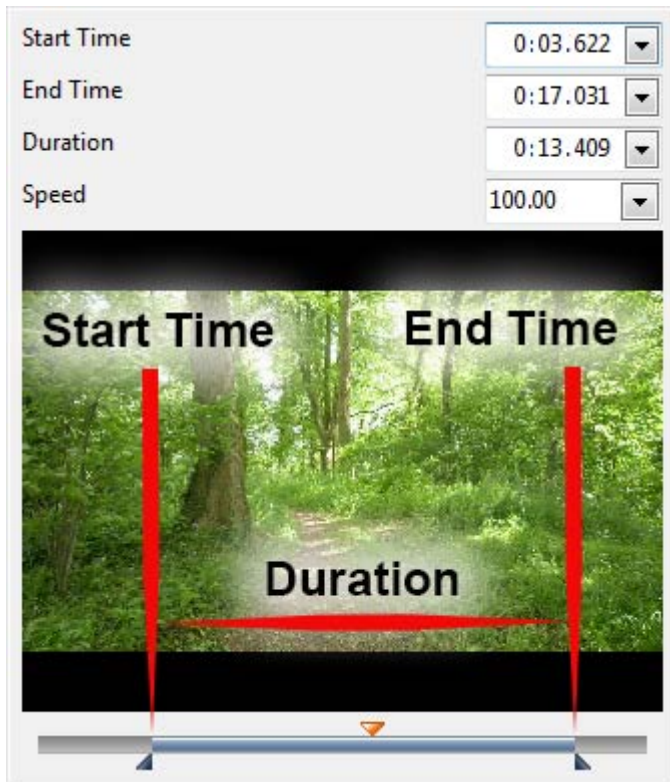 Start Time 0:03.622
End Time 0:17.031
Duration 0:13.409
Speed 100.00
Start Time End Time
Duration